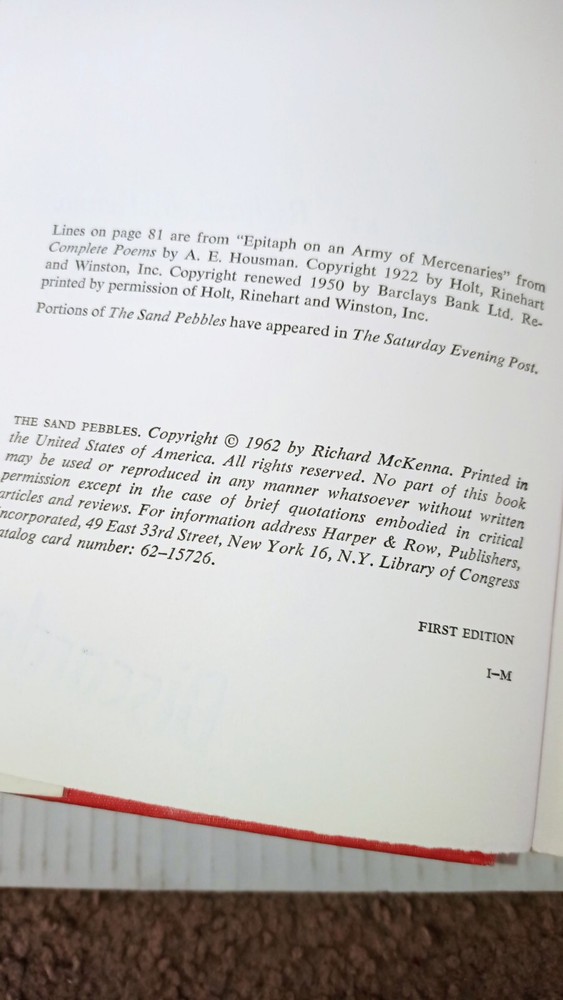 Lines on page 81 are from "Epitaph on an Army of Mercenaries" from
Complete Poems by A. E. Housman. Copyright 1922 by Holt, Rinehart
and Winston, Inc. Copyright renewed 1950 by Barclays Bank Ltd. Re-
printed by permission of Holt, Rinehart and Winston, Inc.
Portions of The Sand Pebbles have appeared in The Saturday Evening Post.
THE SAND PEBBLES. Copyright © 1962 by Richard McKenna. Printed in
the United States of America. All rights reserved. No part of this book
may be used or reproduced in any manner whatsoever without written
permission except in the case of brief quotations embodied in critical
articles and reviews. For information address Harper & Row, Publishers,
Incorporated, 49 East 33rd Street, New York 16, N.Y. Library of Congress
catalog card number: 62–15726.
FIRST EDITION
I–M